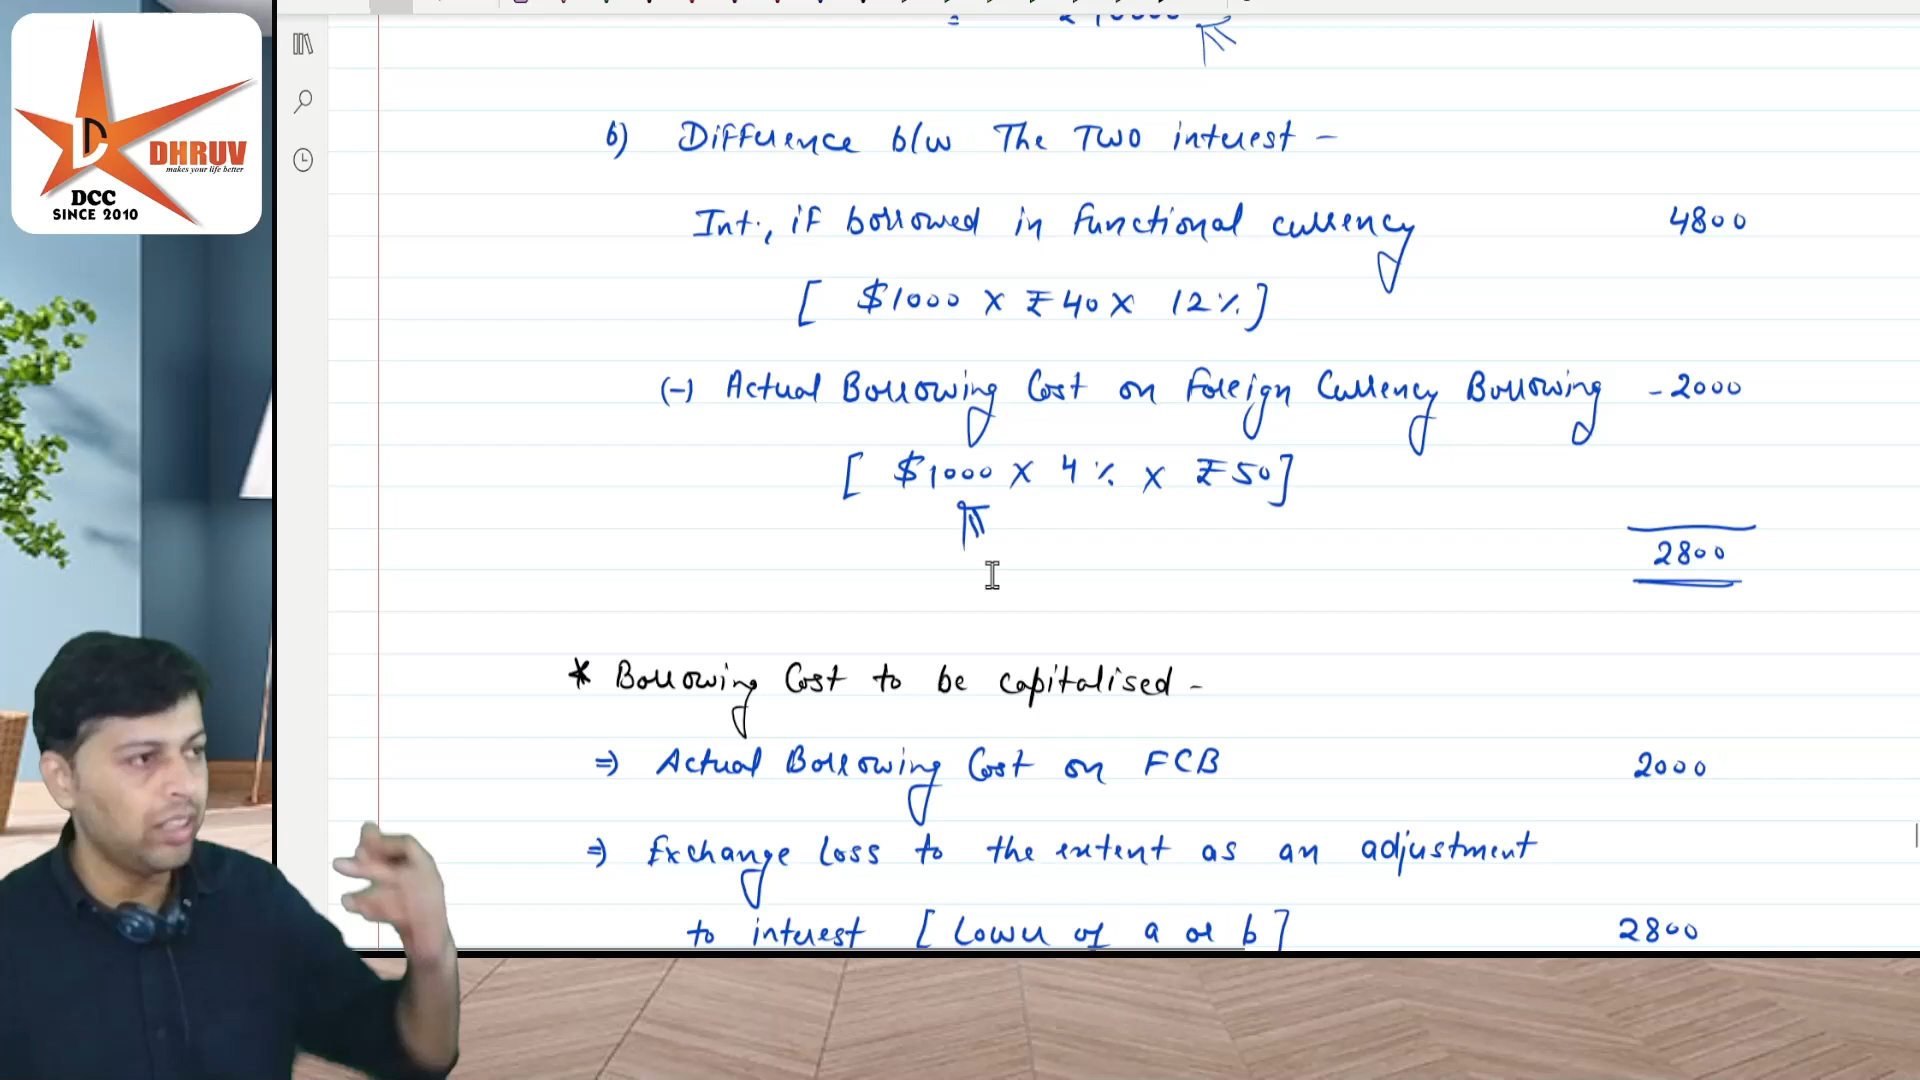 DHRUV
makes your life better
DCC
SINCE 2010
b) Difference b/w The Two interest -
Int., if borrowed in functional currency 4800
[ $1000 X ₹40 X 12% ]
(-) Actual Borrowing Cost on Foreign Currency Borrowing - 2000
[ $1000 X 4% X ₹50 ]
2800
* Borrowing Cost to be capitalised -
⇒ Actual Borrowing Cost on FCB 2000
⇒ Exchange Loss to the extent as an adjustment
to interest [ Lower of a or b ] 2800